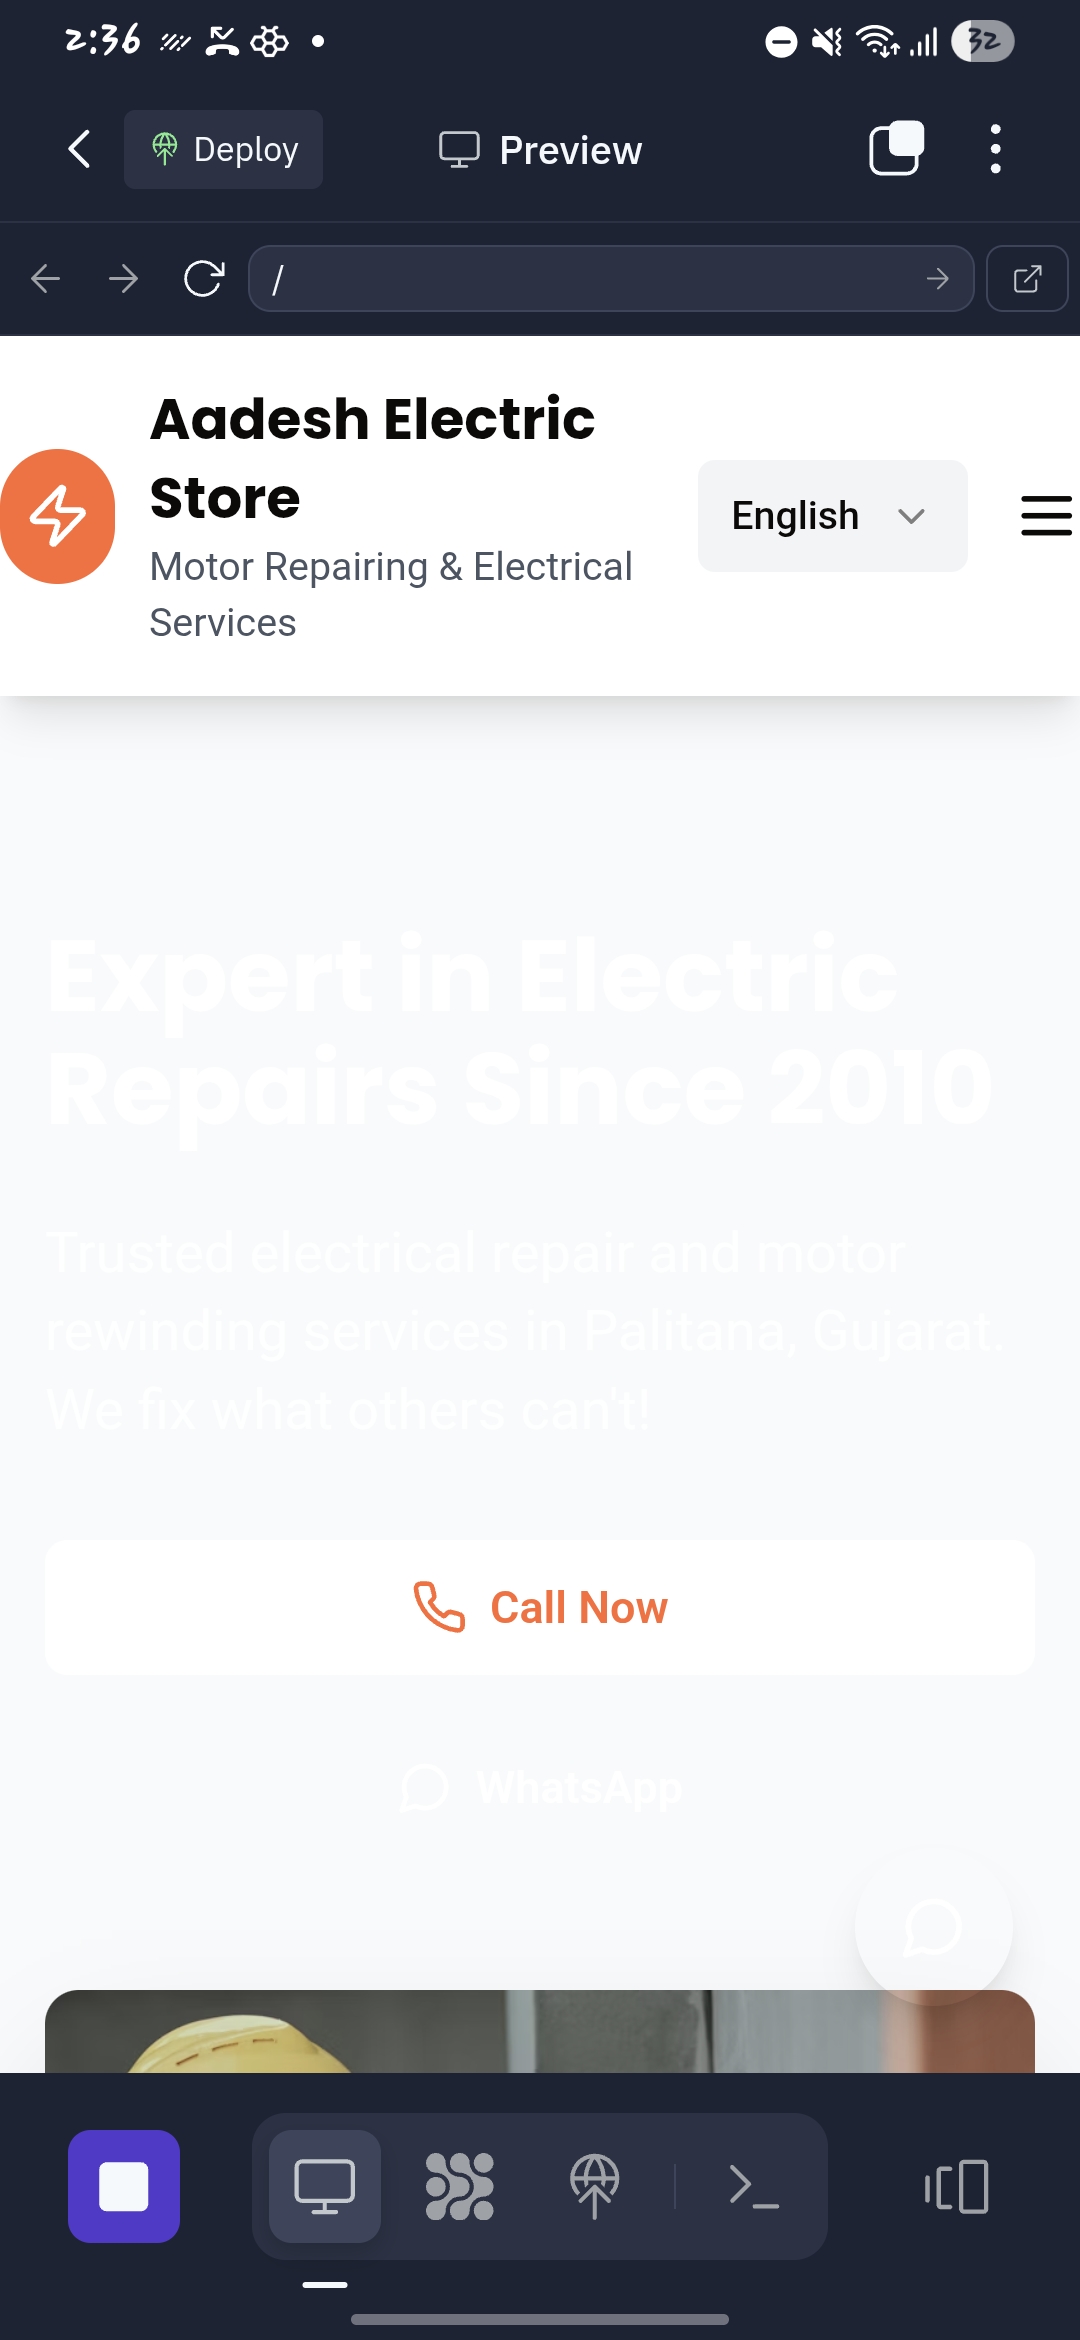 2:36
32
Deploy
Preview
/
Aadesh Electric
Store
Motor Repairing & Electrical
Services
English
Expert in Electric
Repairs Since 2010
Trusted electrical repair and motor
rewinding services in Palitana, Gujarat.
We fix what others can't!
Call Now
WhatsApp